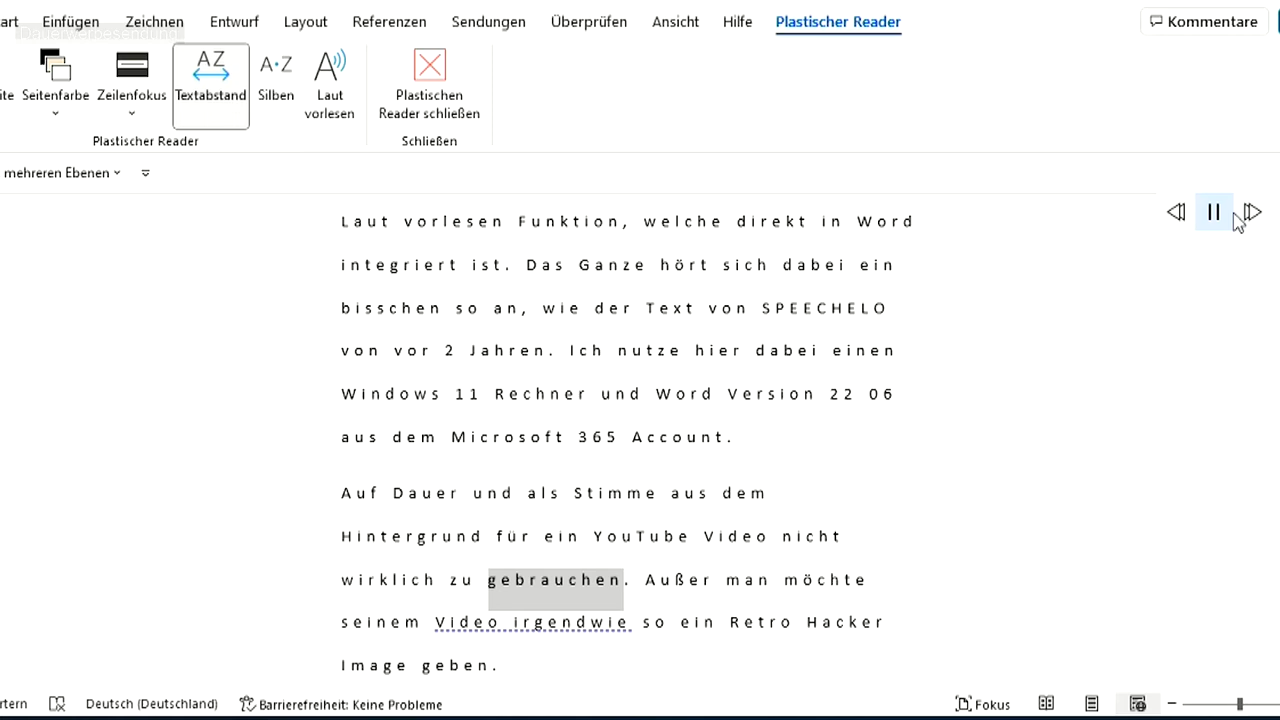 art Einfügen Zeichnen Entwurf Layout Referenzen Sendungen Überprüfen Ansicht Hilfe Plastischer Reader Kommentare
Dauerwerbesendung
AZ A·Z A
ite Seitenfarbe Zeilenfokus Textabstand Silben Laut vorlesen Plastischen Reader schließen
Plastischer Reader Schließen
mehreren Ebenen
Laut vorlesen Funktion, welche direkt in Word
integriert ist. Das Ganze hört sich dabei ein
bisschen so an, wie der Text von SPEECHELO
von vor 2 Jahren. Ich nutze hier dabei einen
Windows 11 Rechner und Word Version 22 06
aus dem Microsoft 365 Account.
Auf Dauer und als Stimme aus dem
Hintergrund für ein YouTube Video nicht
wirklich zu gebrauchen. Außer man möchte
seinem Video irgendwie so ein Retro Hacker
Image geben.
rtern Deutsch (Deutschland) Barrierefreiheit: Keine Probleme Fokus